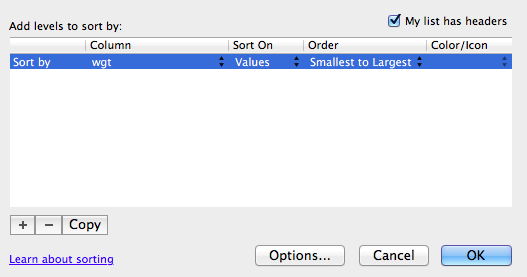 Add levels to sort by:
My list has headers
Column Sort On Order Color/Icon
Sort by wgt Values Smallest to Largest
+ − Copy
Learn about sorting
Options... Cancel OK